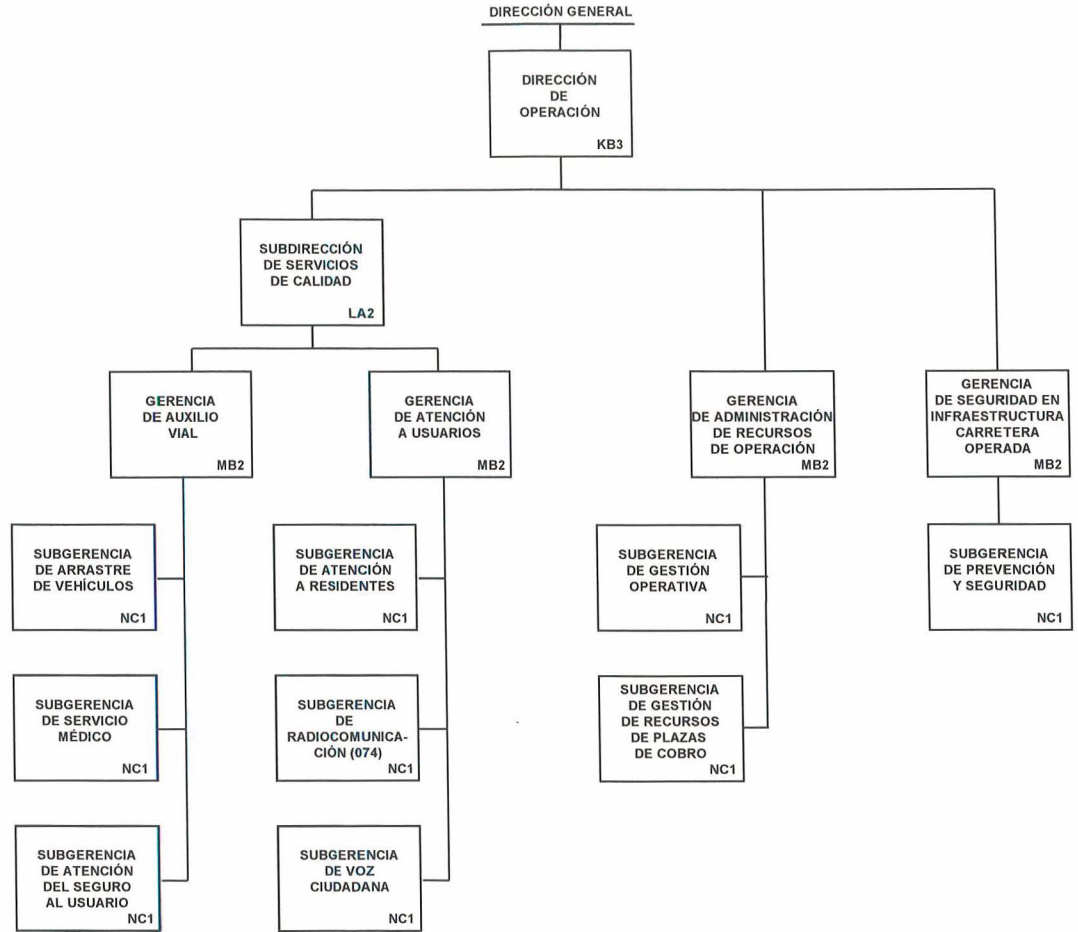 DIRECCIÓN GENERAL
DIRECCIÓN
DE
OPERACIÓN
KB3
SUBDIRECCIÓN
DE SERVICIOS
DE CALIDAD
LA2
GERENCIA
DE AUXILIO
VIAL
MB2
GERENCIA
DE ATENCIÓN
A USUARIOS
MB2
GERENCIA
DE ADMINISTRACIÓN
DE RECURSOS
DE OPERACIÓN
MB2
GERENCIA
DE SEGURIDAD EN
INFRAESTRUCTURA
CARRETERA
OPERADA
MB2
SUBGERENCIA
DE ARRASTRE
DE VEHÍCULOS
NC1
SUBGERENCIA
DE ATENCIÓN
A RESIDENTES
NC1
SUBGERENCIA
DE GESTIÓN
OPERATIVA
NC1
SUBGERENCIA
DE PREVENCIÓN
Y SEGURIDAD
NC1
SUBGERENCIA
DE SERVICIO
MÉDICO
NC1
SUBGERENCIA
DE
RADIOCOMUNICA-
CIÓN (074)
NC1
SUBGERENCIA
DE GESTIÓN
DE RECURSOS
DE PLAZAS
DE COBRO
NC1
SUBGERENCIA
DE ATENCIÓN
DEL SEGURO
AL USUARIO
NC1
SUBGERENCIA
DE VOZ
CIUDADANA
NC1